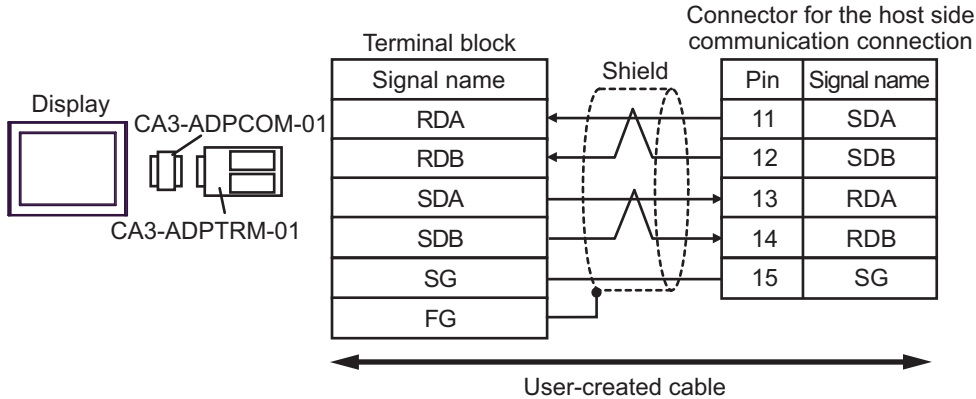 Connector for the host side
communication connection
Terminal block
Shield
Display
CA3-ADPCOM-01
CA3-ADPTRM-01
Signal name
RDA
RDB
SDA
SDB
SG
FG
Pin Signal name
11 SDA
12 SDB
13 RDA
14 RDB
15 SG
User-created cable